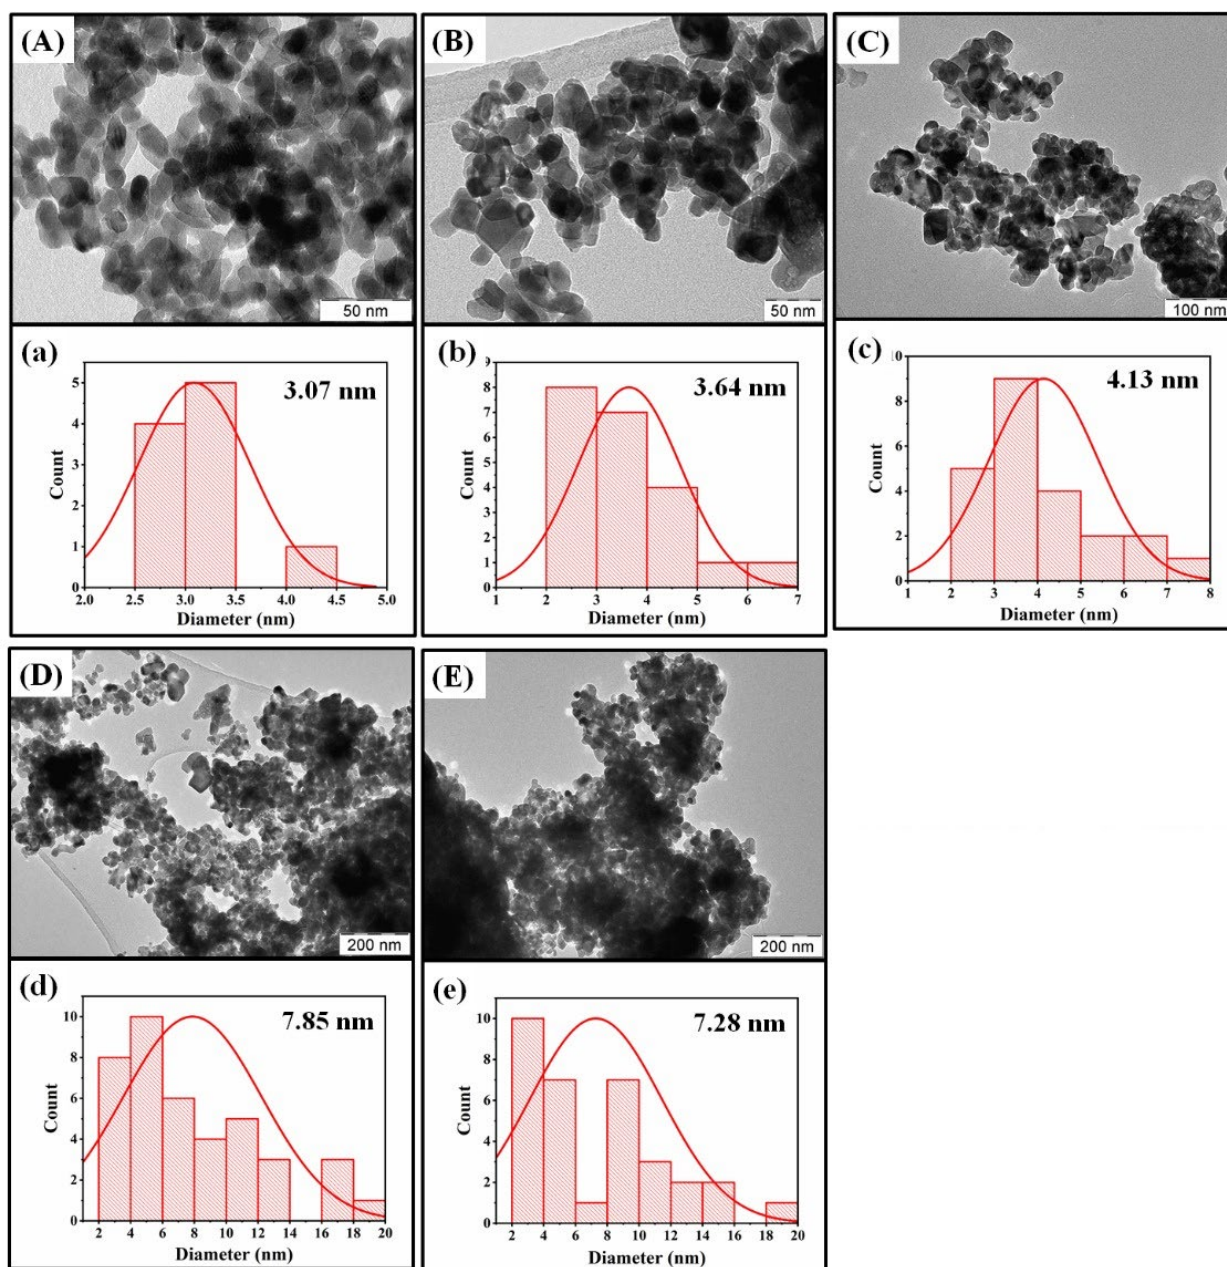 (A)
50 nm
(B)
50 nm
(C)
100 nm
(a)
3.07 nm
5
4
3
2
1
0
Count
2.0 2.5 3.0 3.5 4.0 4.5 5.0
Diameter (nm)
(b)
3.64 nm
9
8
7
6
5
4
3
2
1
0
Count
1 2 3 4 5 6 7
Diameter (nm)
(c)
4.13 nm
10
8
6
4
2
0
Count
1 2 3 4 5 6 7 8
Diameter (nm)
(D)
200 nm
(E)
200 nm
(d)
7.85 nm
10
8
6
4
2
0
Count
2 4 6 8 10 12 14 16 18 20
Diameter (nm)
(e)
7.28 nm
10
8
6
4
2
0
Count
2 4 6 8 10 12 14 16 18 20
Diameter (nm)